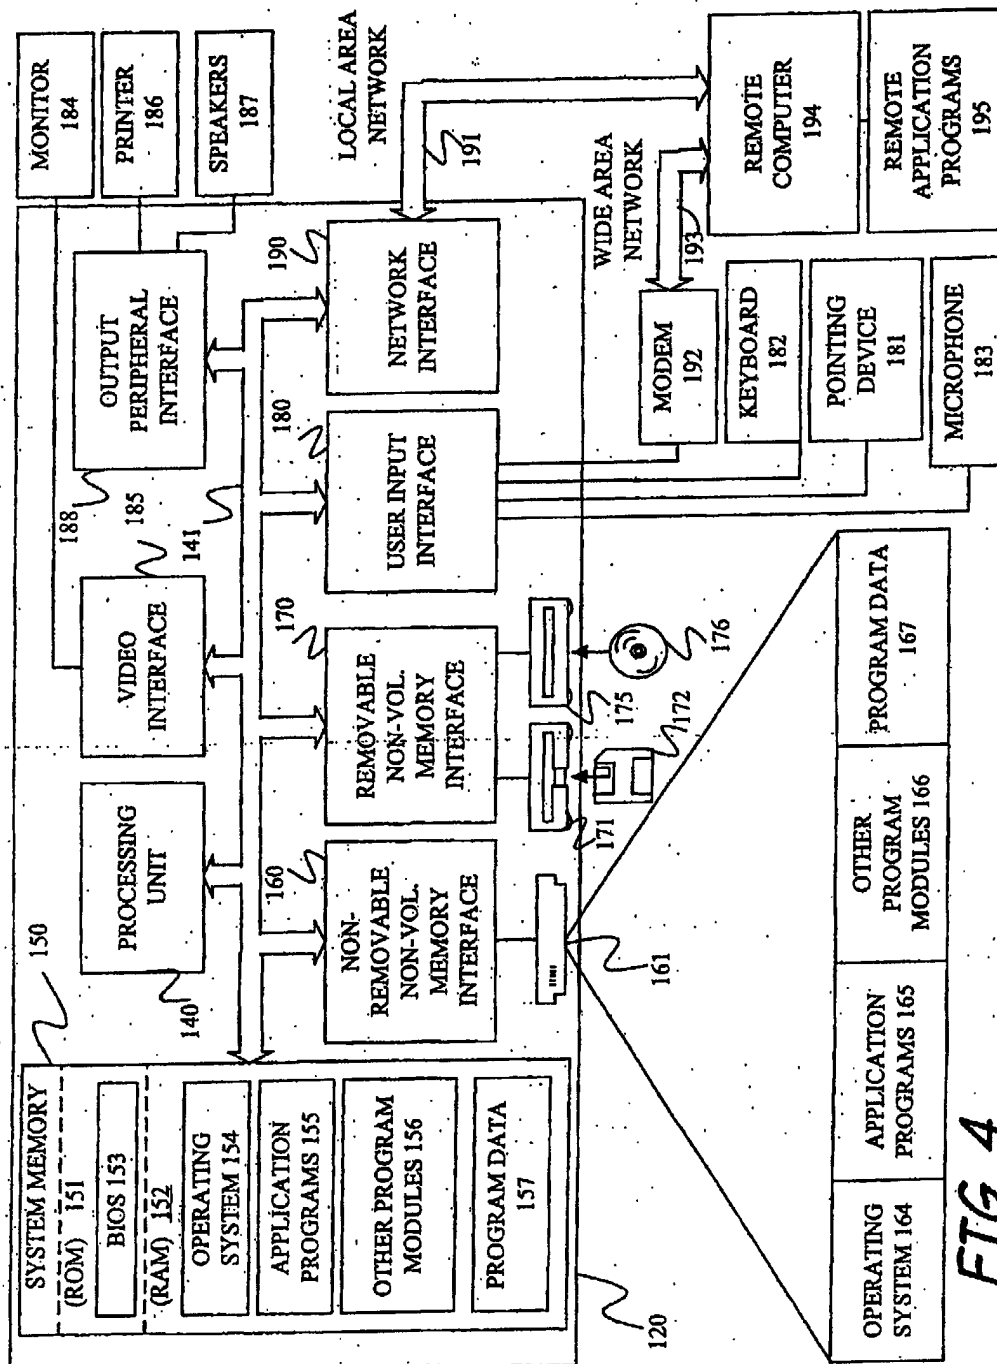 SYSTEM MEMORY
(ROM) 151
BIOS 153
(RAM) 152
OPERATING
SYSTEM 154
APPLICATION
PROGRAMS 155
OTHER PROGRAM
MODULES 156
PROGRAM DATA
157
150
PROCESSING
UNIT
140
VIDEO
INTERFACE
185
141
OUTPUT
PERIPHERAL
INTERFACE
188
MONITOR
184
PRINTER
186
SPEAKERS
187
NON-
REMOVABLE
NON-VOL.
MEMORY
INTERFACE
160
REMOVABLE
NON-VOL.
MEMORY
INTERFACE
170
USER INPUT
INTERFACE
180
NETWORK
INTERFACE
190
LOCAL AREA
NETWORK
191
120
161
171
172
175
176
MODEM
192
WIDE AREA
NETWORK
193
KEYBOARD
182
POINTING
DEVICE
181
MICROPHONE
183
REMOTE
COMPUTER
194
REMOTE
APPLICATION
PROGRAMS
195
OPERATING
SYSTEM 164
APPLICATION
PROGRAMS 165
OTHER
PROGRAM
MODULES 166
PROGRAM DATA
167
FIG 4